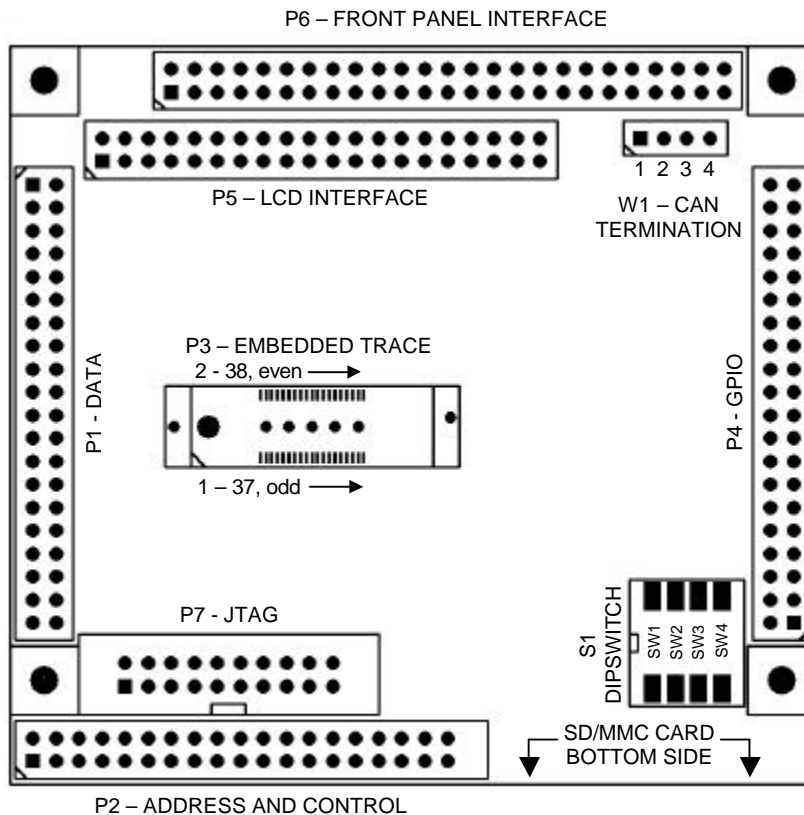 P6 – FRONT PANEL INTERFACE
1 2 3 4
P5 – LCD INTERFACE
W1 – CAN
TERMINATION
P3 – EMBEDDED TRACE
2 - 38, even
P1 - DATA
P4 - GPIO
1 – 37, odd
P7 - JTAG
S1
DIPSWITCH
SW1
SW2
SW3
SW4
SD/MMC CARD
BOTTOM SIDE
P2 – ADDRESS AND CONTROL